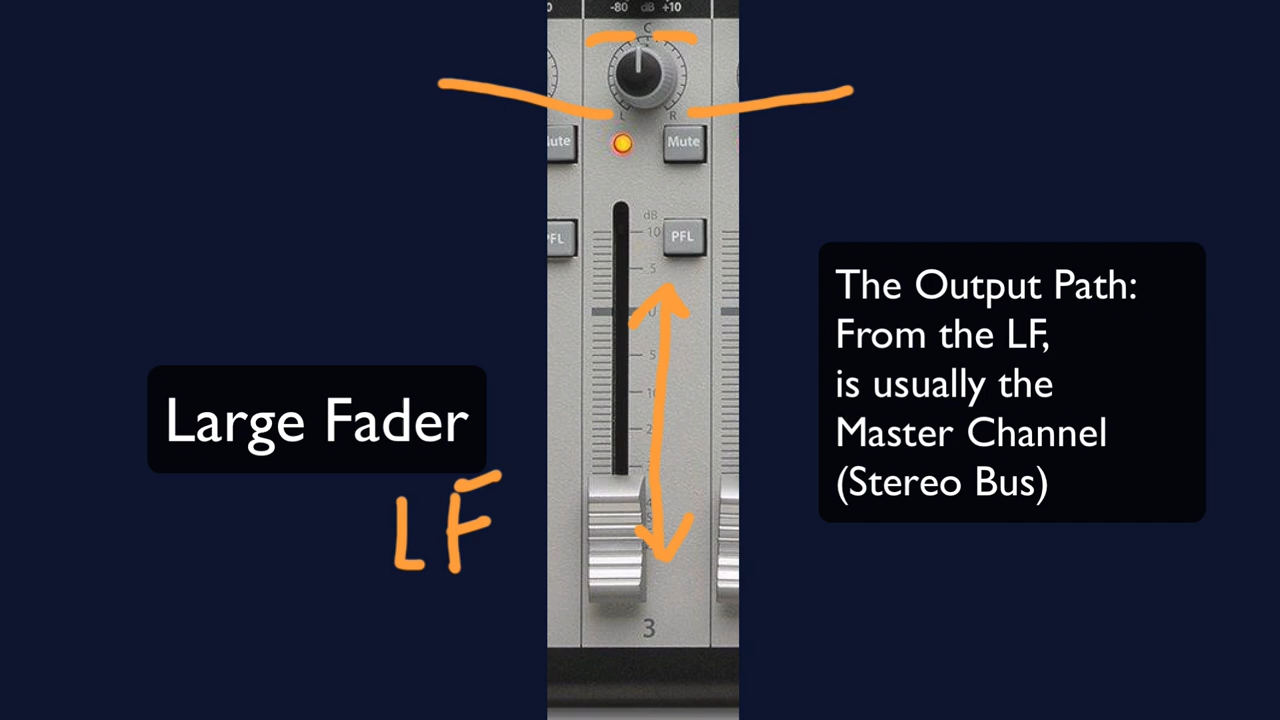 0 -80 dB +10
C
L R
Mute
Mute
dB
10
PFL
PFL
5
5
Large Fader
LF
The Output Path:
From the LF,
is usually the
Master Channel
(Stereo Bus)
3